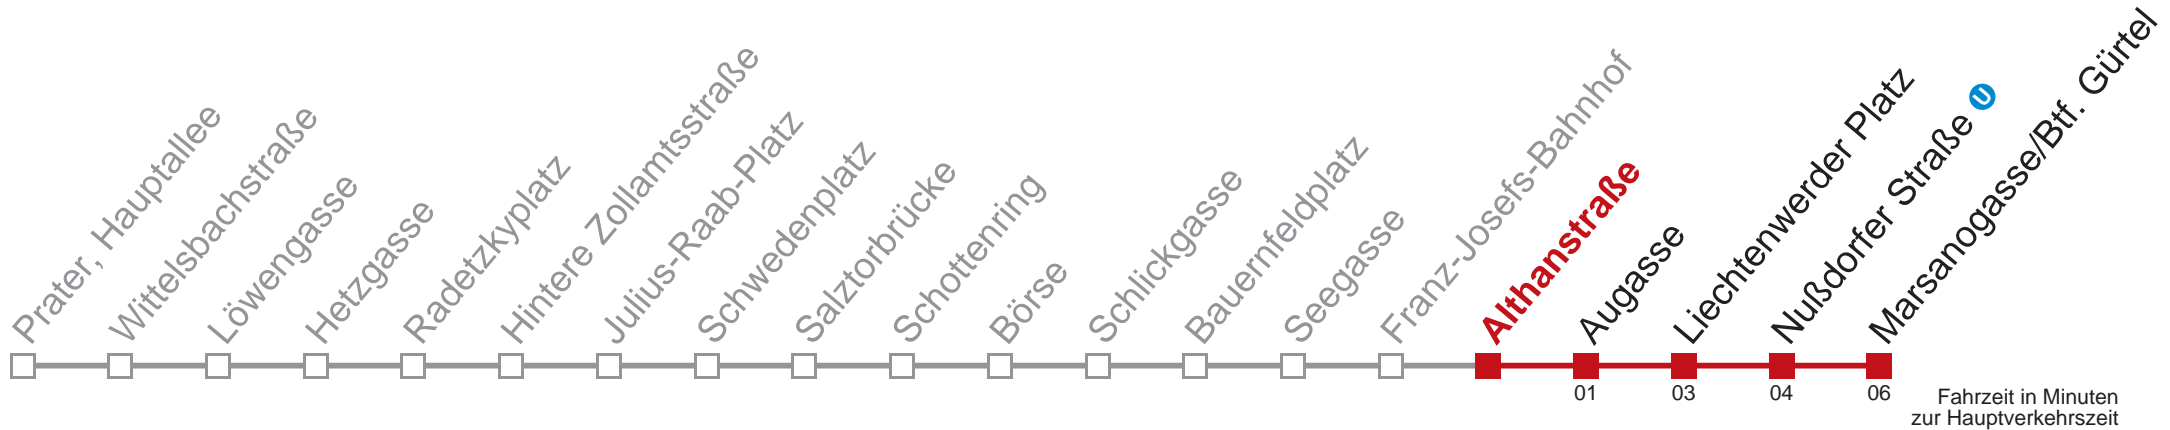 Prater, Hauptallee
Wittelsbachstraße
Löwengasse
Hetzgasse
Radetzkyplatz
Hintere Zollamtsstraße
Julius-Raab-Platz
Schwedenplatz
Salztorbrücke
Schottenring
Börse
Schlickgasse
Bauernfeldplatz
Seegasse
Franz-Josefs-Bahnhof
Althanstraße
Augasse
Liechtenwerder Platz
Nußdorfer Straße U
Marsanogasse/Btf. Gürtel
01 03 04 06
Fahrzeit in Minuten
zur Hauptverkehrszeit